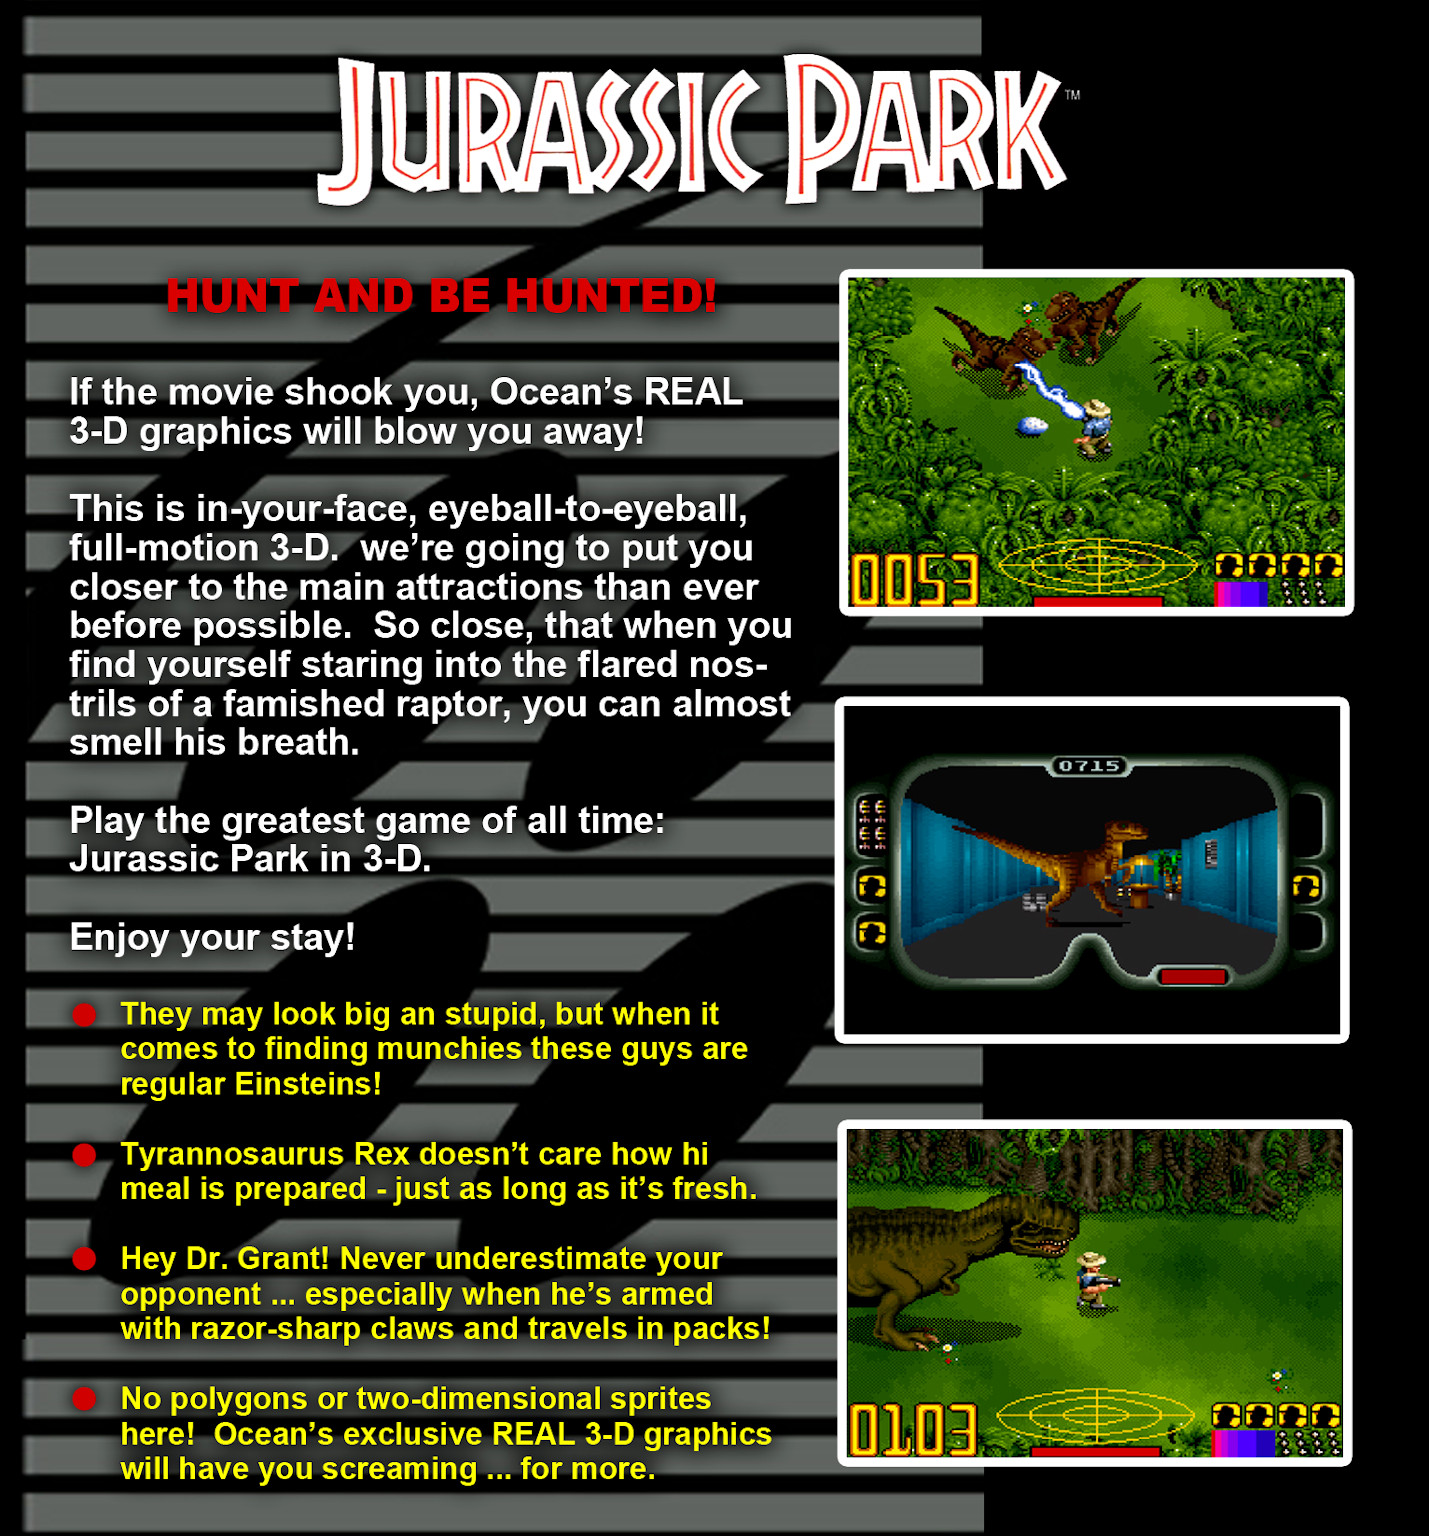 JURASSIC PARK™
HUNT AND BE HUNTED!
If the movie shook you, Ocean's REAL
3-D graphics will blow you away!
This is in-your-face, eyeball-to-eyeball,
full-motion 3-D.  we're going to put you
closer to the main attractions than ever
before possible.  So close, that when you
find yourself staring into the flared nos-
trils of a famished raptor, you can almost
smell his breath.
Play the greatest game of all time:
Jurassic Park in 3-D.
Enjoy your stay!
They may look big an stupid, but when it
comes to finding munchies these guys are
regular Einsteins!
Tyrannosaurus Rex doesn't care how hi
meal is prepared - just as long as it's fresh.
Hey Dr. Grant! Never underestimate your
opponent ... especially when he's armed
with razor-sharp claws and travels in packs!
No polygons or two-dimensional sprites
here!  Ocean's exclusive REAL 3-D graphics
will have you screaming ... for more.
0053
0715
0103